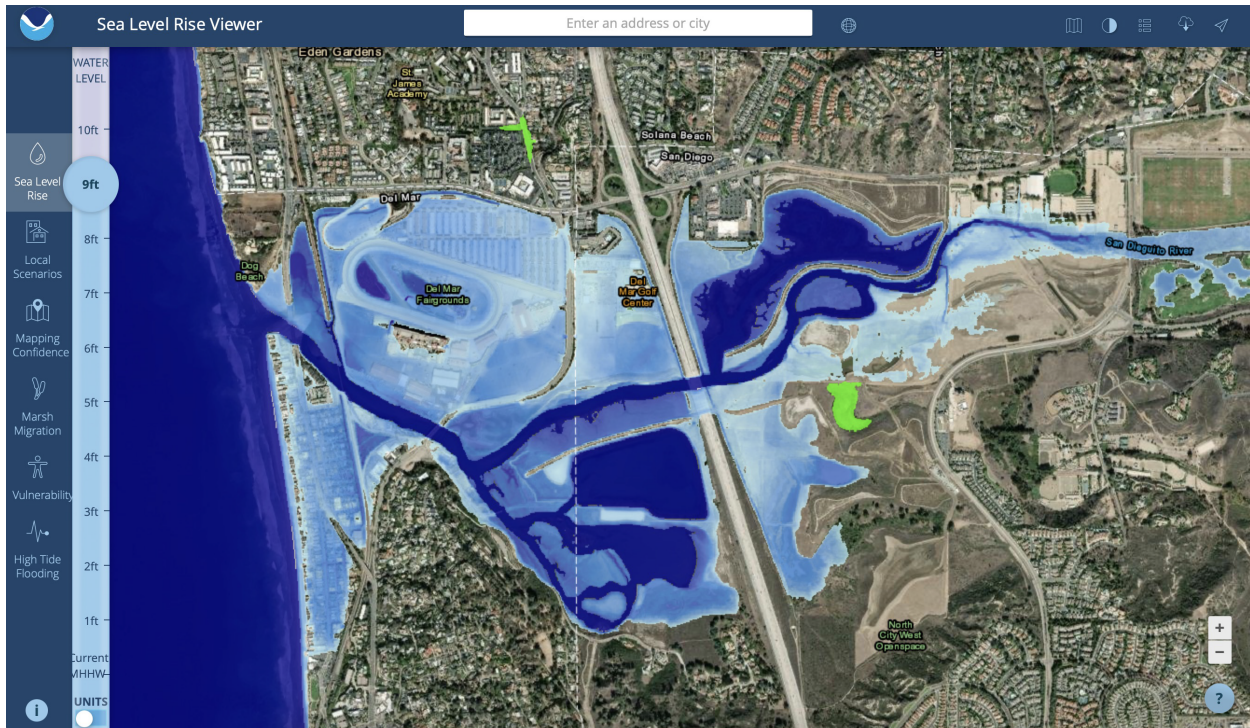 Sea Level Rise Viewer
Enter an address or city
WATER
LEVEL
10ft
9ft
8ft
7ft
6ft
5ft
4ft
3ft
2ft
1ft
Current
MHHW
UNITS
Sea Level
Rise
Local
Scenarios
Mapping
Confidence
Marsh
Migration
Vulnerability
High Tide
Flooding
i
Eden Gardens
St.
James
Academy
Solana Beach
San Diego
Del Mar
Dog
Beach
Del Mar
Fairgrounds
Del
Mar Golf
Center
San Dieguito River
North
City West
Openspace
+
−
?